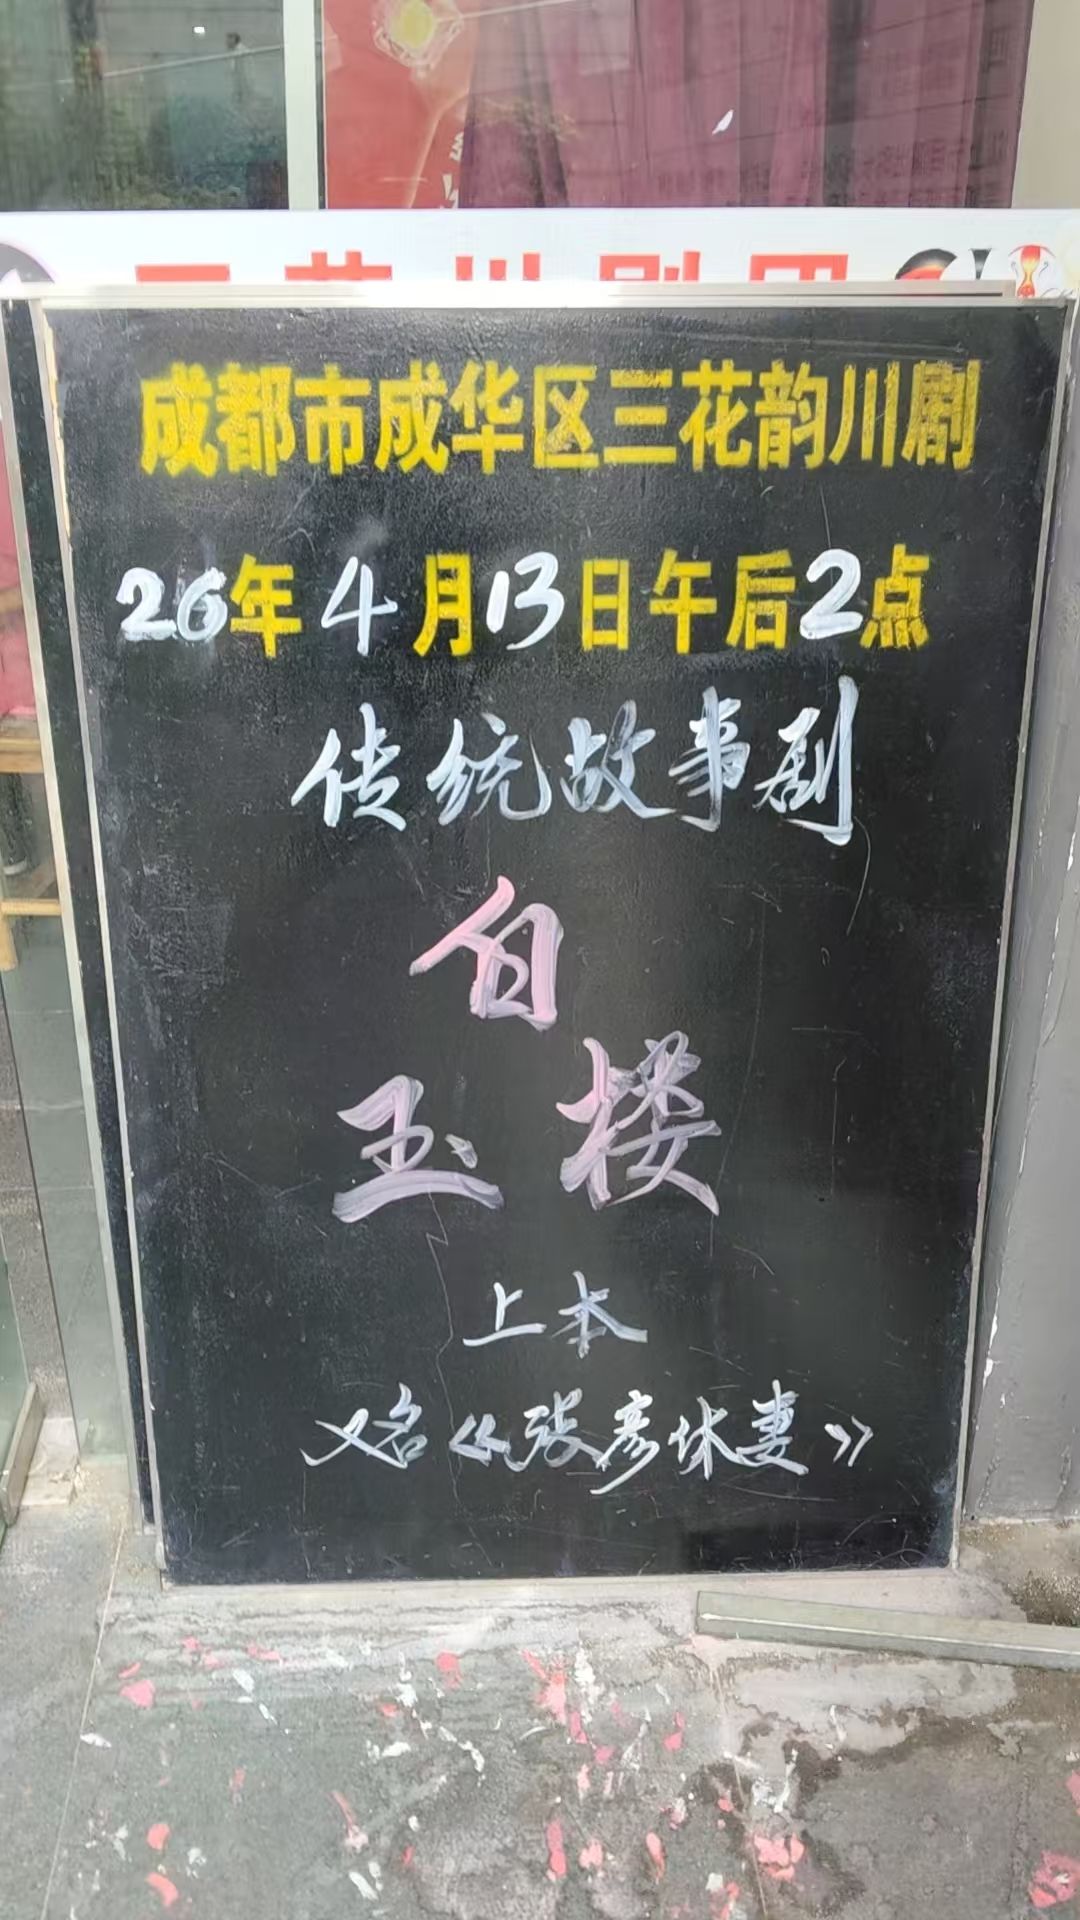 成都市成华区三花韵川剧
26年4月13日午后2点
传统故事剧
白
玉楼
上本
又名《张彦休妻》